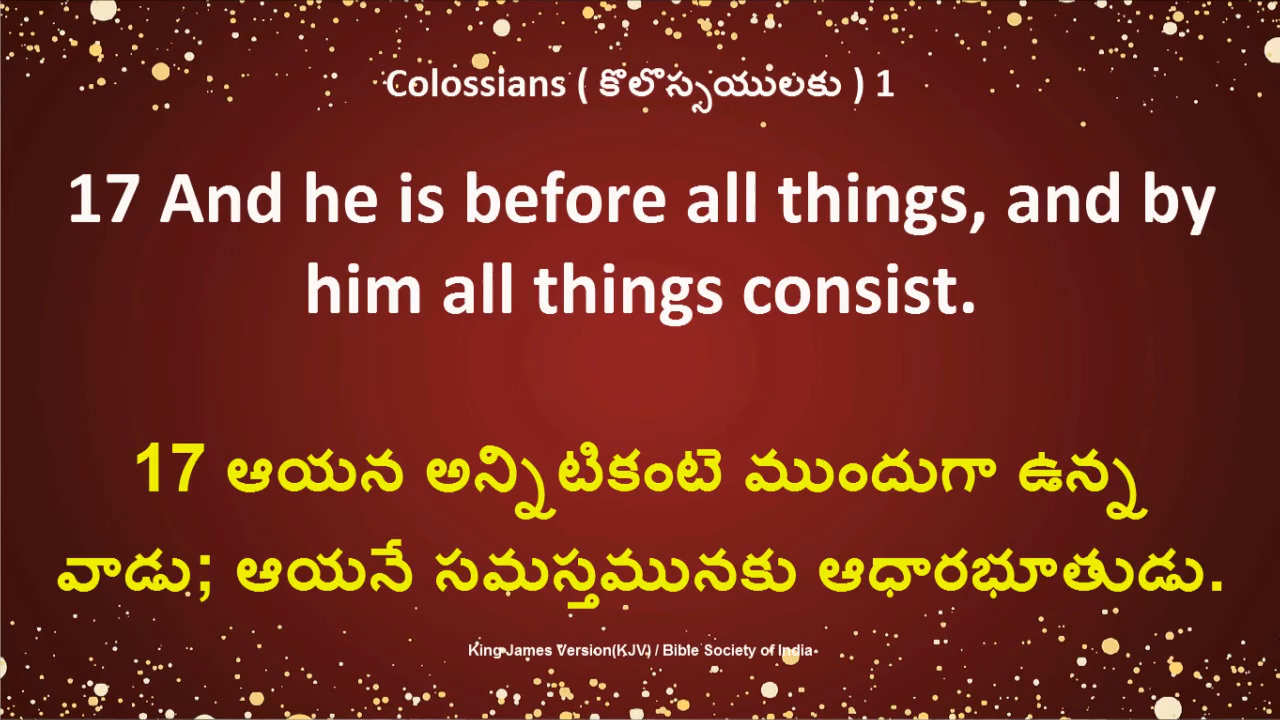 Colossians ( కొలొస్సయులకు ) 1
17 And he is before all things, and by
him all things consist.
17 ఆయన అన్నిటికంటె ముందుగా ఉన్న
వాడు; ఆయనే సమస్తమునకు ఆధారభూతుడు.
King James Version(KJV) / Bible Society of India